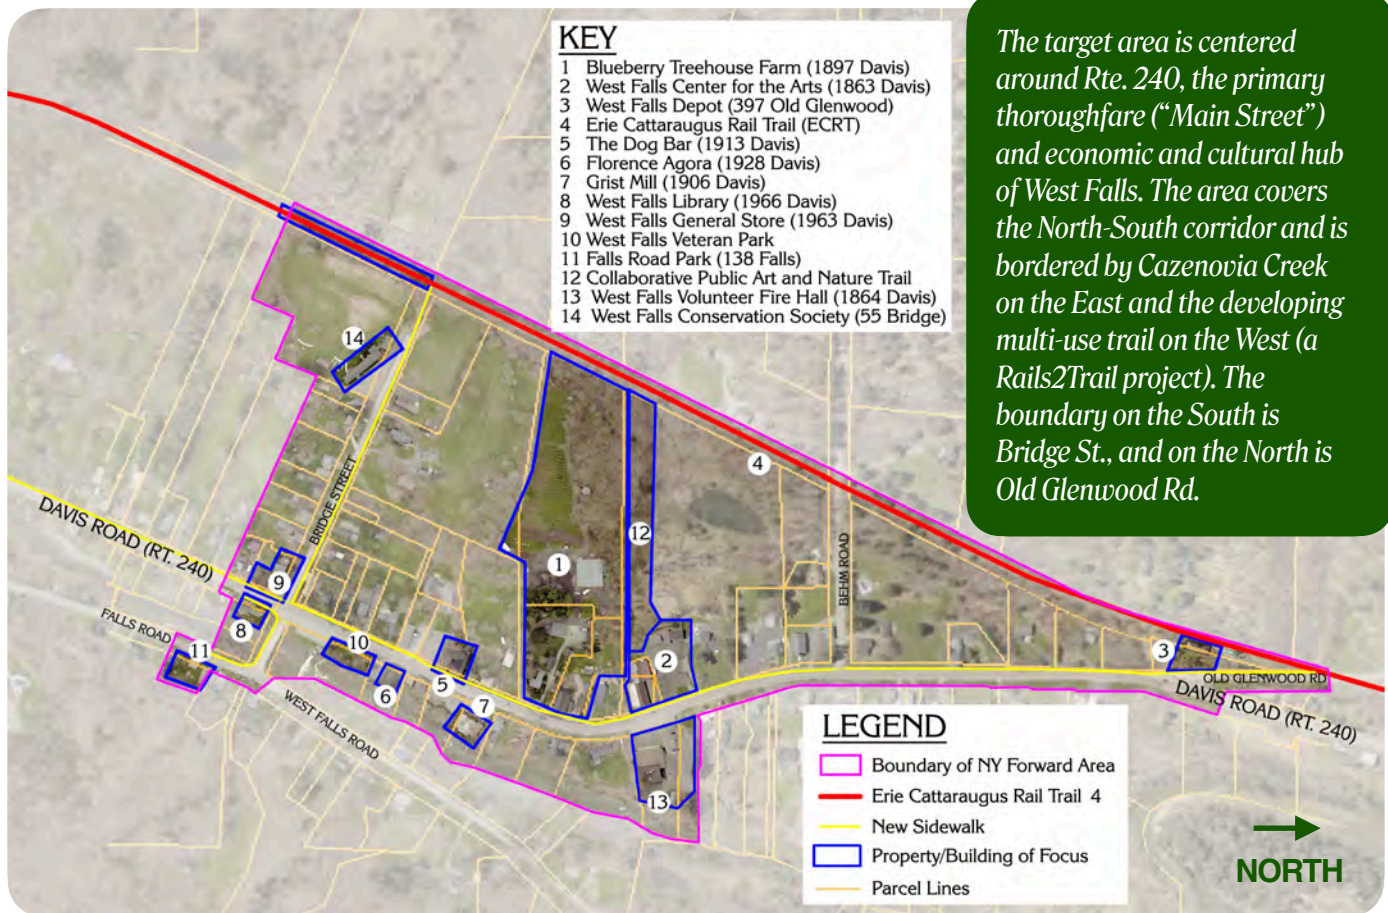 KEY
1 Blueberry Treehouse Farm (1897 Davis)
2 West Falls Center for the Arts (1863 Davis)
3 West Falls Depot (397 Old Glenwood)
4 Erie Cattaraugus Rail Trail (ECRT)
5 The Dog Bar (1913 Davis)
6 Florence Agora (1928 Davis)
7 Grist Mill (1906 Davis)
8 West Falls Library (1966 Davis)
9 West Falls General Store (1963 Davis)
10 West Falls Veteran Park
11 Falls Road Park (138 Falls)
12 Collaborative Public Art and Nature Trail
13 West Falls Volunteer Fire Hall (1864 Davis)
14 West Falls Conservation Society (55 Bridge)
The target area is centered
around Rte. 240, the primary
thoroughfare (“Main Street”)
and economic and cultural hub
of West Falls. The area covers
the North-South corridor and is
bordered by Cazenovia Creek
on the East and the developing
multi-use trail on the West (a
Rails2Trail project). The
boundary on the South is
Bridge St., and on the North is
Old Glenwood Rd.
14
4
12
1
BRIDGE STREET
BEHM ROAD
DAVIS ROAD (RT. 240)
9
8
FALLS ROAD
11
10
6
5
7
2
3
13
WEST FALLS ROAD
OLD GLENWOOD RD
DAVIS ROAD (RT. 240)
LEGEND
Boundary of NY Forward Area
Erie Cattaraugus Rail Trail 4
New Sidewalk
Property/Building of Focus
Parcel Lines
NORTH